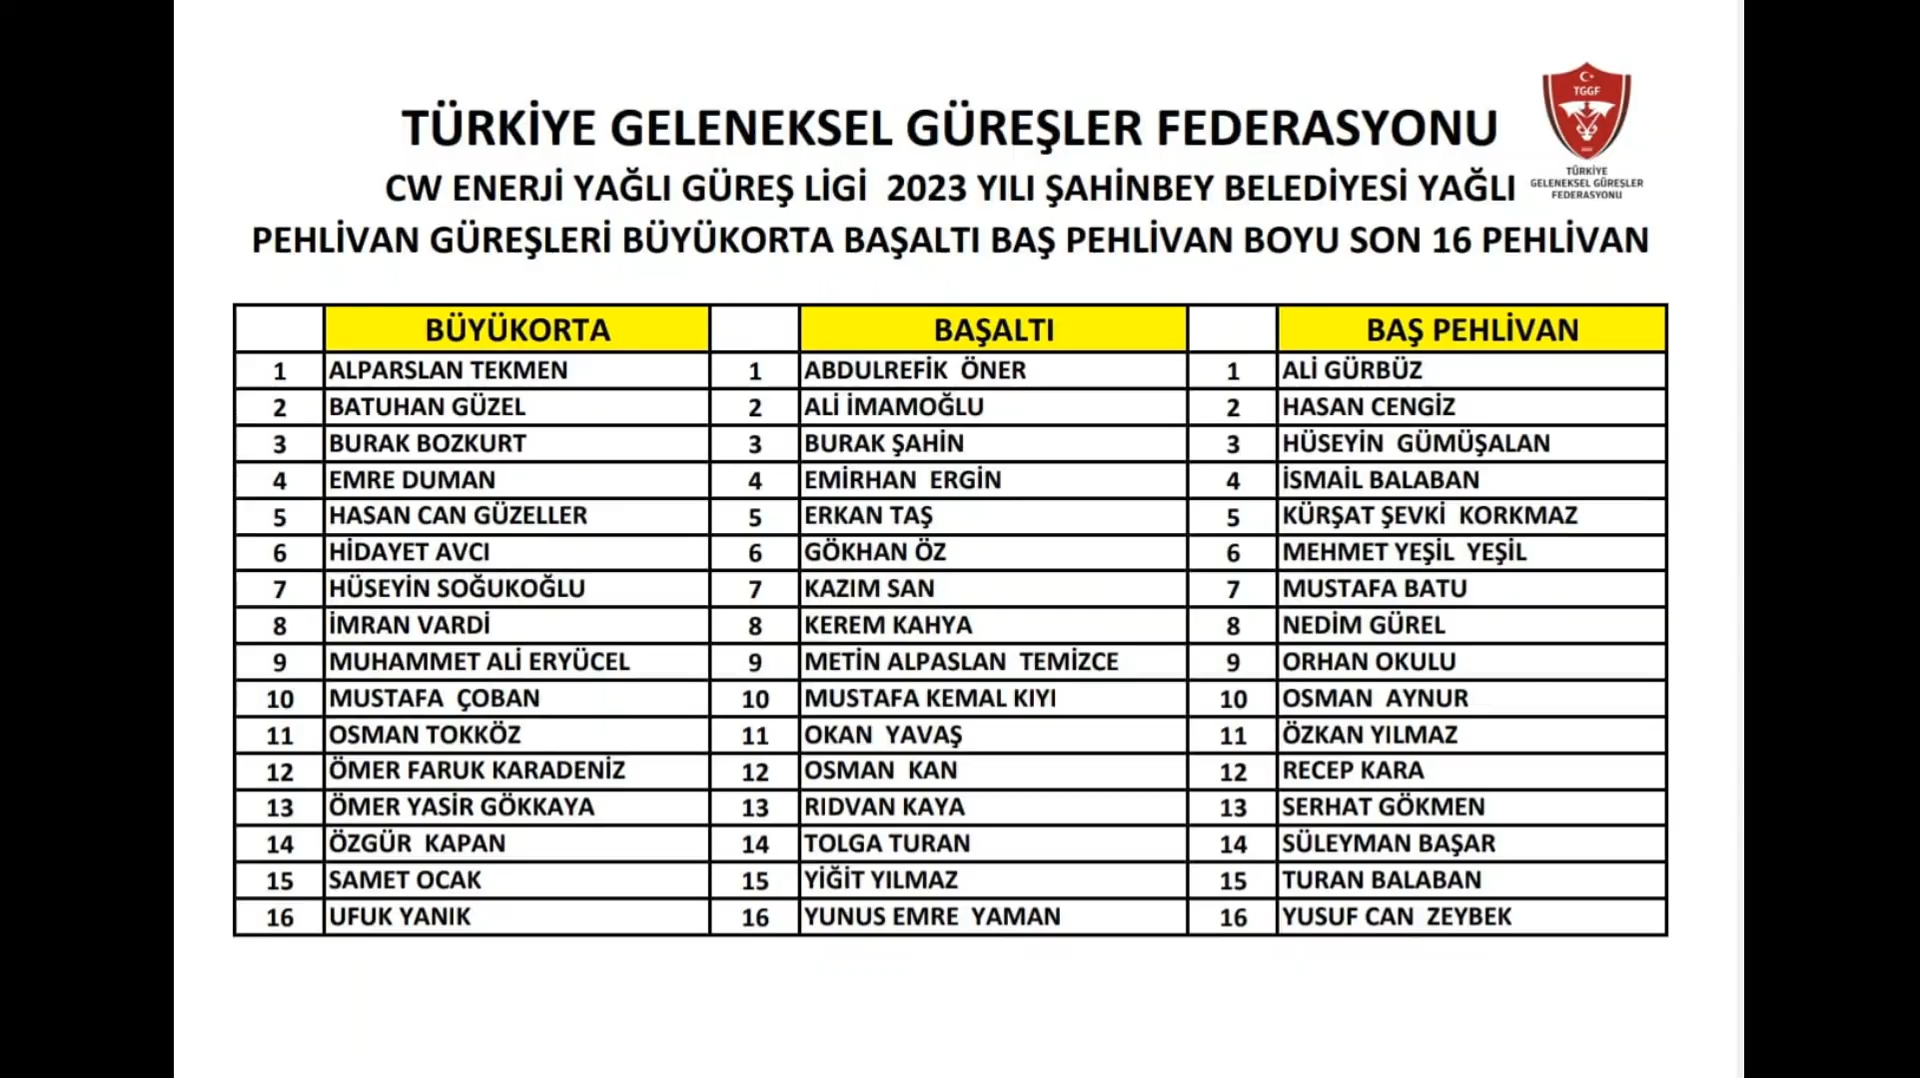 TÜRKİYE GELENEKSEL GÜREŞLER FEDERASYONU
CW ENERJİ YAĞLI GÜREŞ LİGİ 2023 YILI ŞAHİNBEY BELEDİYESİ YAĞLI
PEHLİVAN GÜREŞLERİ BÜYÜKORTA BAŞALTI BAŞ PEHLİVAN BOYU SON 16 PEHLİVAN
TGGF
TÜRKİYE
GELENEKSEL GÜREŞLER
FEDERASYONU
BÜYÜKORTA BAŞALTI BAŞ PEHLİVAN
1 ALPARSLAN TEKMEN 1 ABDULREFİK ÖNER 1 ALİ GÜRBÜZ
2 BATUHAN GÜZEL 2 ALİ İMAMOĞLU 2 HASAN CENGİZ
3 BURAK BOZKURT 3 BURAK ŞAHİN 3 HÜSEYİN GÜMÜŞALAN
4 EMRE DUMAN 4 EMİRHAN ERGİN 4 İSMAİL BALABAN
5 HASAN CAN GÜZELLER 5 ERKAN TAŞ 5 KÜRŞAT ŞEVKİ KORKMAZ
6 HİDAYET AVCI 6 GÖKHAN ÖZ 6 MEHMET YEŞİL YEŞİL
7 HÜSEYİN SOĞUKOĞLU 7 KAZIM SAN 7 MUSTAFA BATU
8 İMRAN VARDİ 8 KEREM KAHYA 8 NEDİM GÜREL
9 MUHAMMET ALİ ERYÜCEL 9 METİN ALPASLAN TEMİZCE 9 ORHAN OKULU
10 MUSTAFA ÇOBAN 10 MUSTAFA KEMAL KIYI 10 OSMAN AYNUR
11 OSMAN TOKKÖZ 11 OKAN YAVAŞ 11 ÖZKAN YILMAZ
12 ÖMER FARUK KARADENİZ 12 OSMAN KAN 12 RECEP KARA
13 ÖMER YASİR GÖKKAYA 13 RIDVAN KAYA 13 SERHAT GÖKMEN
14 ÖZGÜR KAPAN 14 TOLGA TURAN 14 SÜLEYMAN BAŞAR
15 SAMET OCAK 15 YİĞİT YILMAZ 15 TURAN BALABAN
16 UFUK YANIK 16 YUNUS EMRE YAMAN 16 YUSUF CAN ZEYBEK